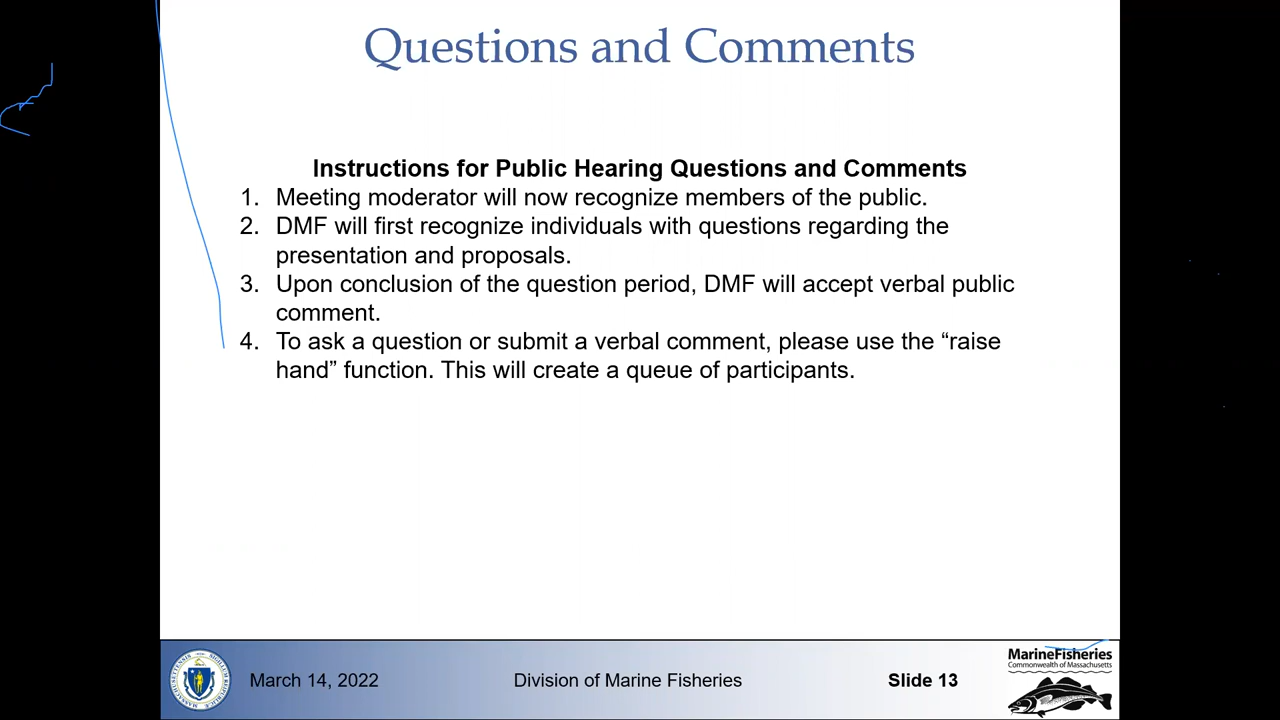 Questions and Comments
Instructions for Public Hearing Questions and Comments
1. Meeting moderator will now recognize members of the public.
2. DMF will first recognize individuals with questions regarding the
presentation and proposals.
3. Upon conclusion of the question period, DMF will accept verbal public
comment.
4. To ask a question or submit a verbal comment, please use the “raise
hand” function. This will create a queue of participants.
March 14, 2022
Division of Marine Fisheries
Slide 13
MarineFisheries
Commonwealth of Massachusetts